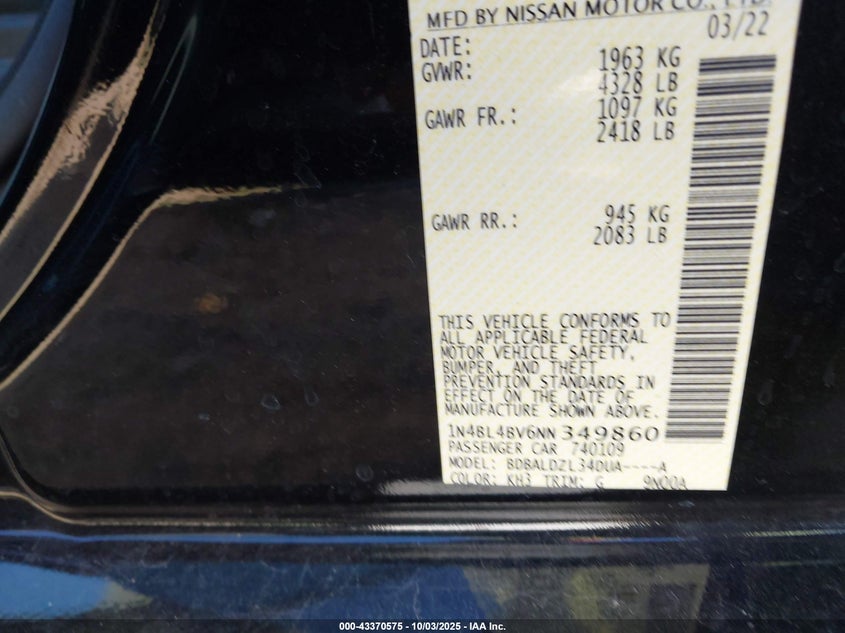 MFD BY NISSAN MOTOR CO., LTD.
DATE: 03/22
GVWR: 1963 KG
4328 LB
GAWR FR.: 1097 KG
2418 LB
GAWR RR.: 945 KG
2083 LB
THIS VEHICLE CONFORMS TO
ALL APPLICABLE FEDERAL
MOTOR VEHICLE SAFETY,
BUMPER, AND THEFT
PREVENTION STANDARDS IN
EFFECT ON THE DATE OF
MANUFACTURE SHOWN ABOVE.
1N4BL4BV6NN349860
PASSENGER CAR 740109
MODEL: BDBALDZL34DUA----A
COLOR: KH3 TRIM: G 9N00A
000-43370575 - 10/03/2025 - IAA Inc.